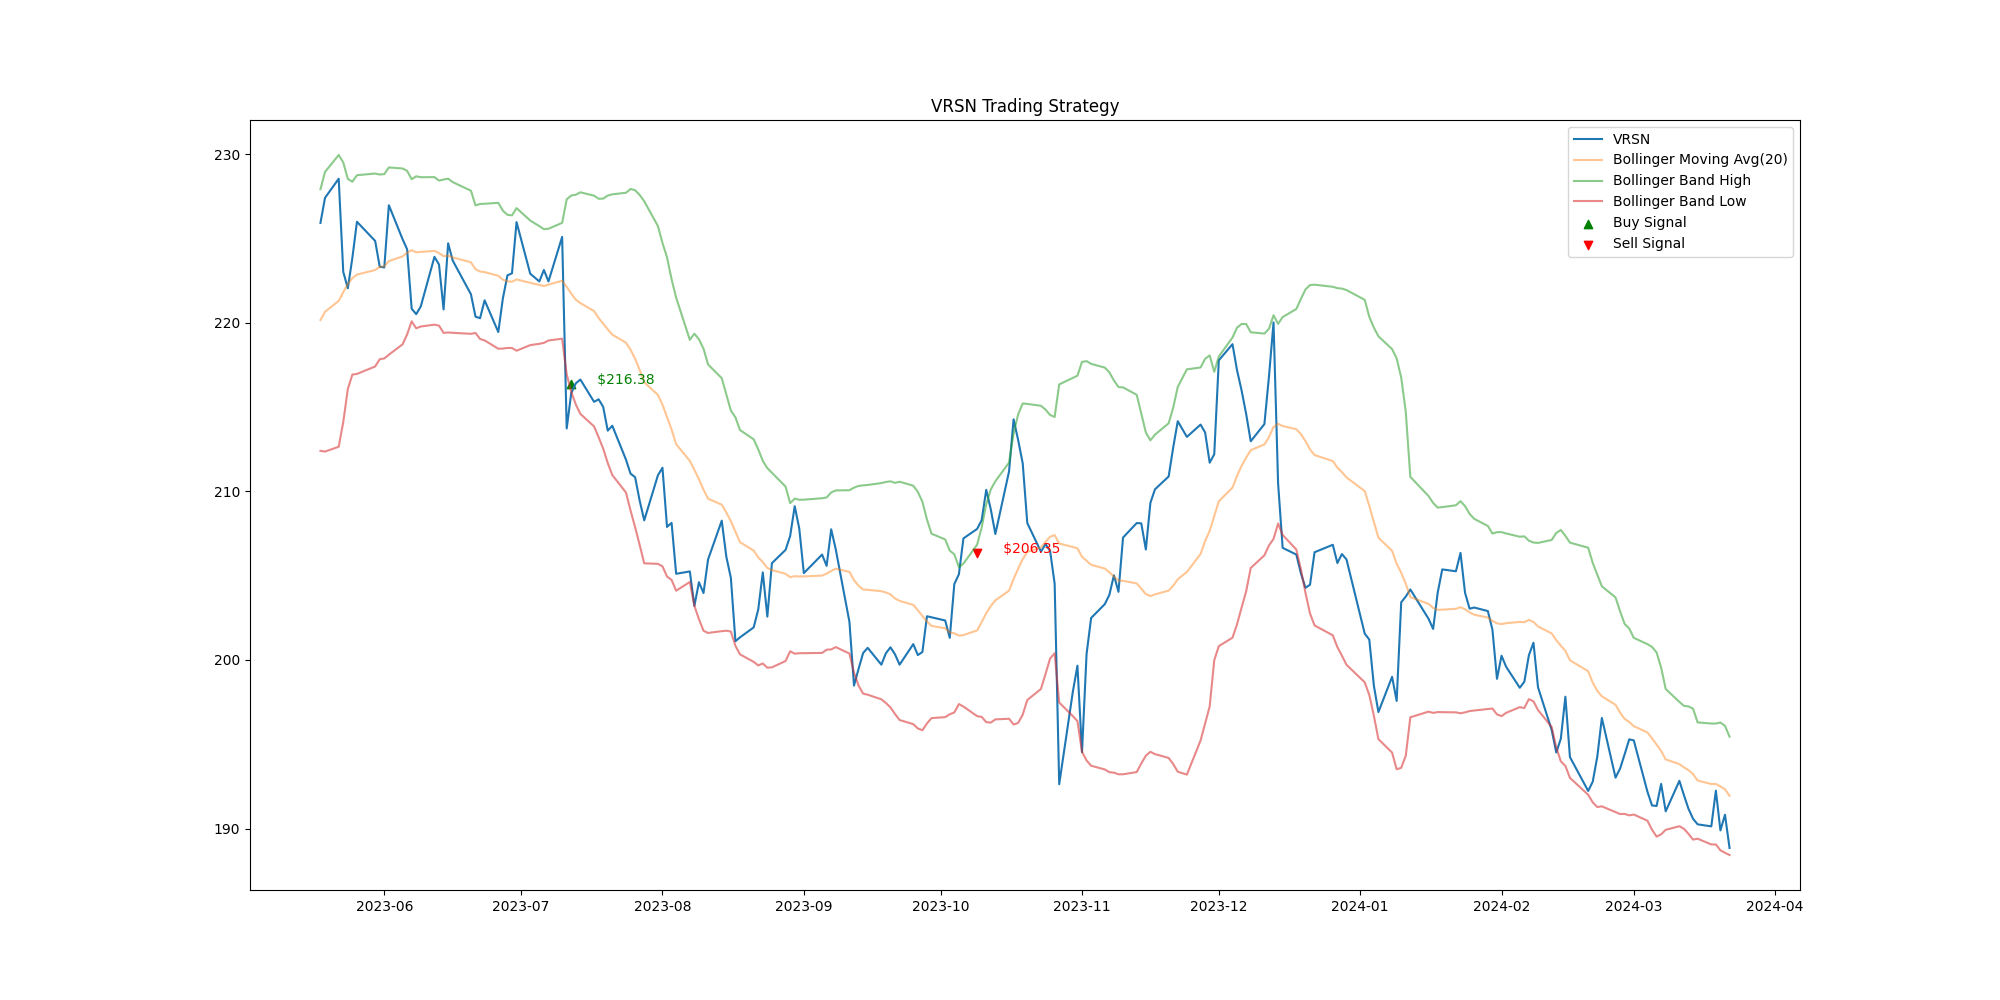 VRSN Trading Strategy
VRSN
Bollinger Moving Avg(20)
Bollinger Band High
Bollinger Band Low
Buy Signal
Sell Signal
230
220
210
200
190
$216.38
$206.35
2023-06 2023-07 2023-08 2023-09 2023-10 2023-11 2023-12 2024-01 2024-02 2024-03 2024-04